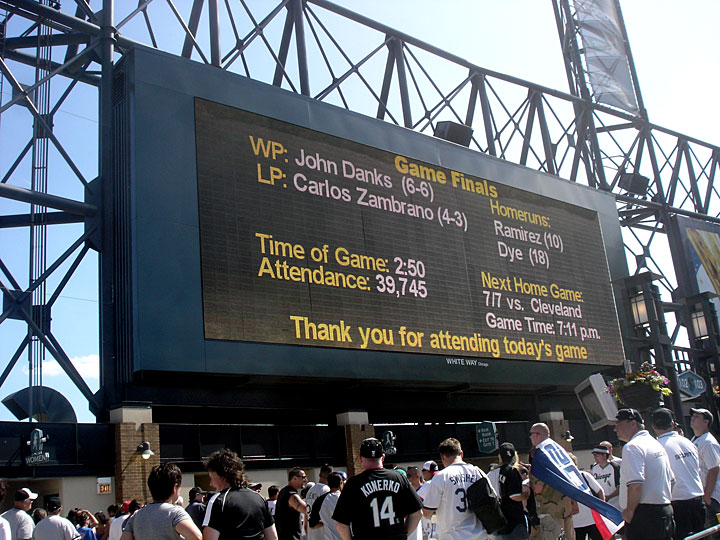 Game Finals
WP: John Danks (6-6)
LP: Carlos Zambrano (4-3)
Homeruns:
Ramirez (10)
Dye (18)
Time of Game: 2:50
Attendance: 39,745
Next Home Game:
7/7 vs. Cleveland
Game Time: 7:11 p.m.
Thank you for attending today's game
WHITE WAY
102
WOMEN
KONERKO
14